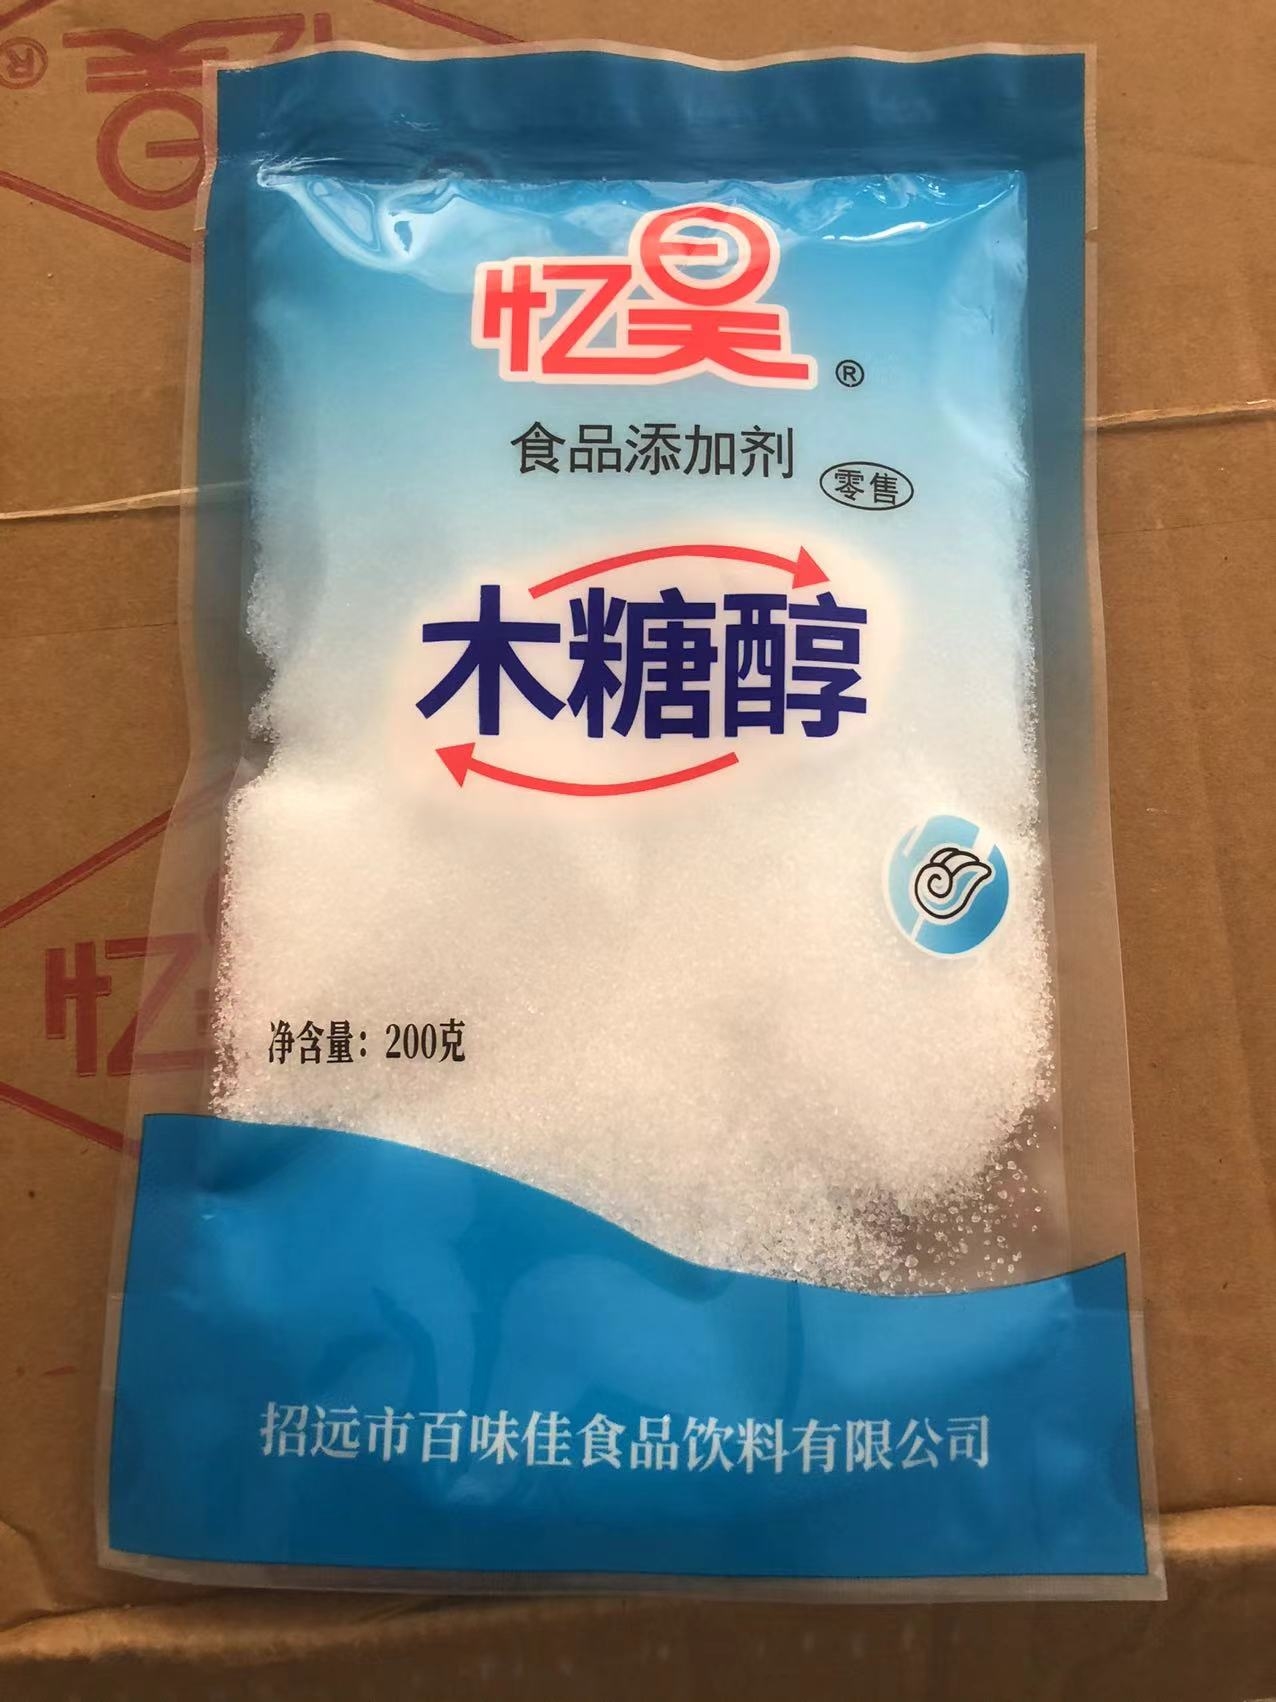 忆昊
®
食品添加剂
零售
木糖醇
净含量：200克
招远市百味佳食品饮料有限公司
忆
®